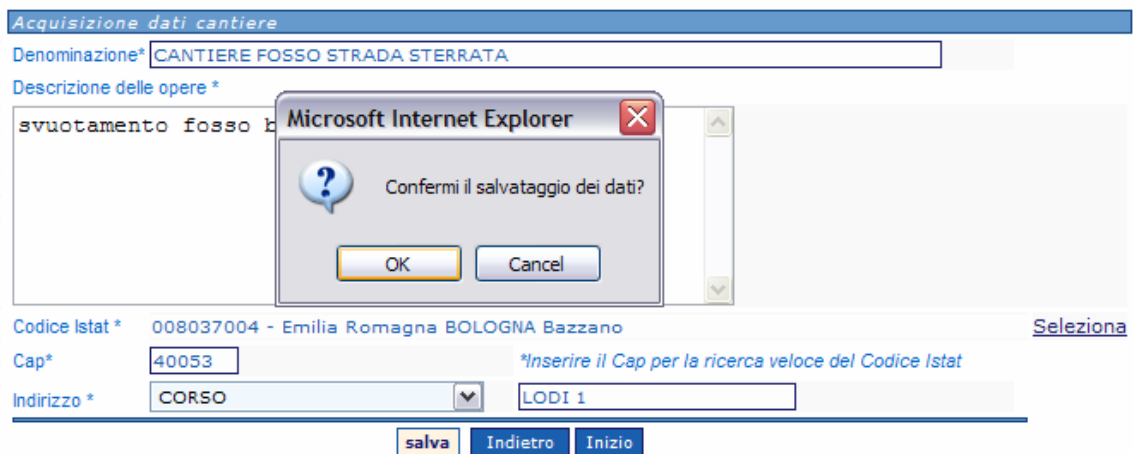 Acquisizione dati cantiere
Denominazione* CANTIERE FOSSO STRADA STERRATA
Descrizione delle opere *
svuotamento fosso
Microsoft Internet Explorer
Confermi il salvataggio dei dati?
OK Cancel
Codice Istat * 008037004 - Emilia Romagna BOLOGNA Bazzano Seleziona
Cap* 40053 *Inserire il Cap per la ricerca veloce del Codice Istat
Indirizzo * CORSO LODI 1
salva Indietro Inizio